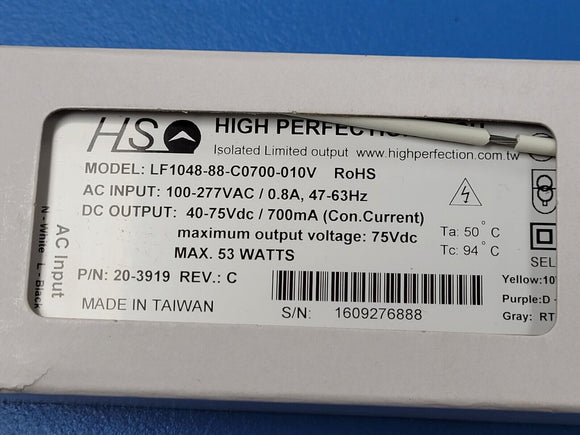 HS
HIGH PERFECTION
Isolated Limited output www.highperfection.com.tw
MODEL: LF1048-88-C0700-010V RoHS
AC INPUT: 100-277VAC / 0.8A, 47-63Hz
DC OUTPUT: 40-75Vdc / 700mA (Con.Current)
maximum output voltage: 75Vdc
MAX. 53 WATTS
Ta: 50°C
Tc: 94°C
P/N: 20-3919 REV.: C
MADE IN TAIWAN
S/N: 1609276888
AC Input
N - White L - Black
SEL
Yellow:10
Purple:D -
Gray: RT